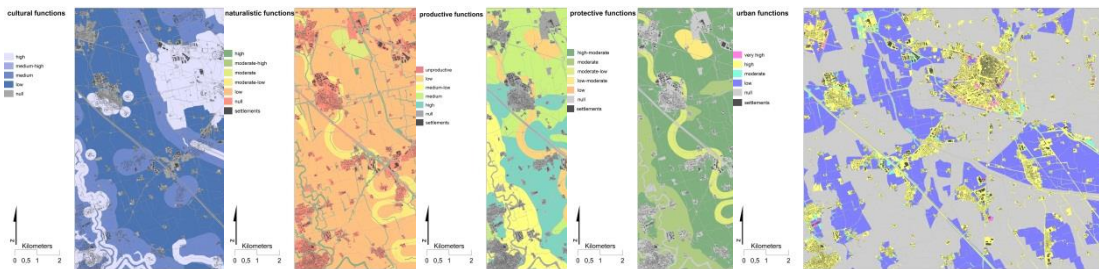 cultural functions
high
medium-high
medium
low
null
Kilometers
0 0,5 1 2
naturalistic functions
high
moderate-high
moderate
moderate-low
low
null
settlements
Kilometers
0 0,5 1 2
productive functions
unproductive
low
medium-low
medium
high
null
settlements
Kilometers
0 0,5 1 2
protective functions
high-moderate
moderate
moderate-low
low-moderate
low
null
settlements
Kilometers
0 0,5 1 2
urban functions
very high
high
moderate
low
null
settlements
Kilometers
0 0,5 1 2